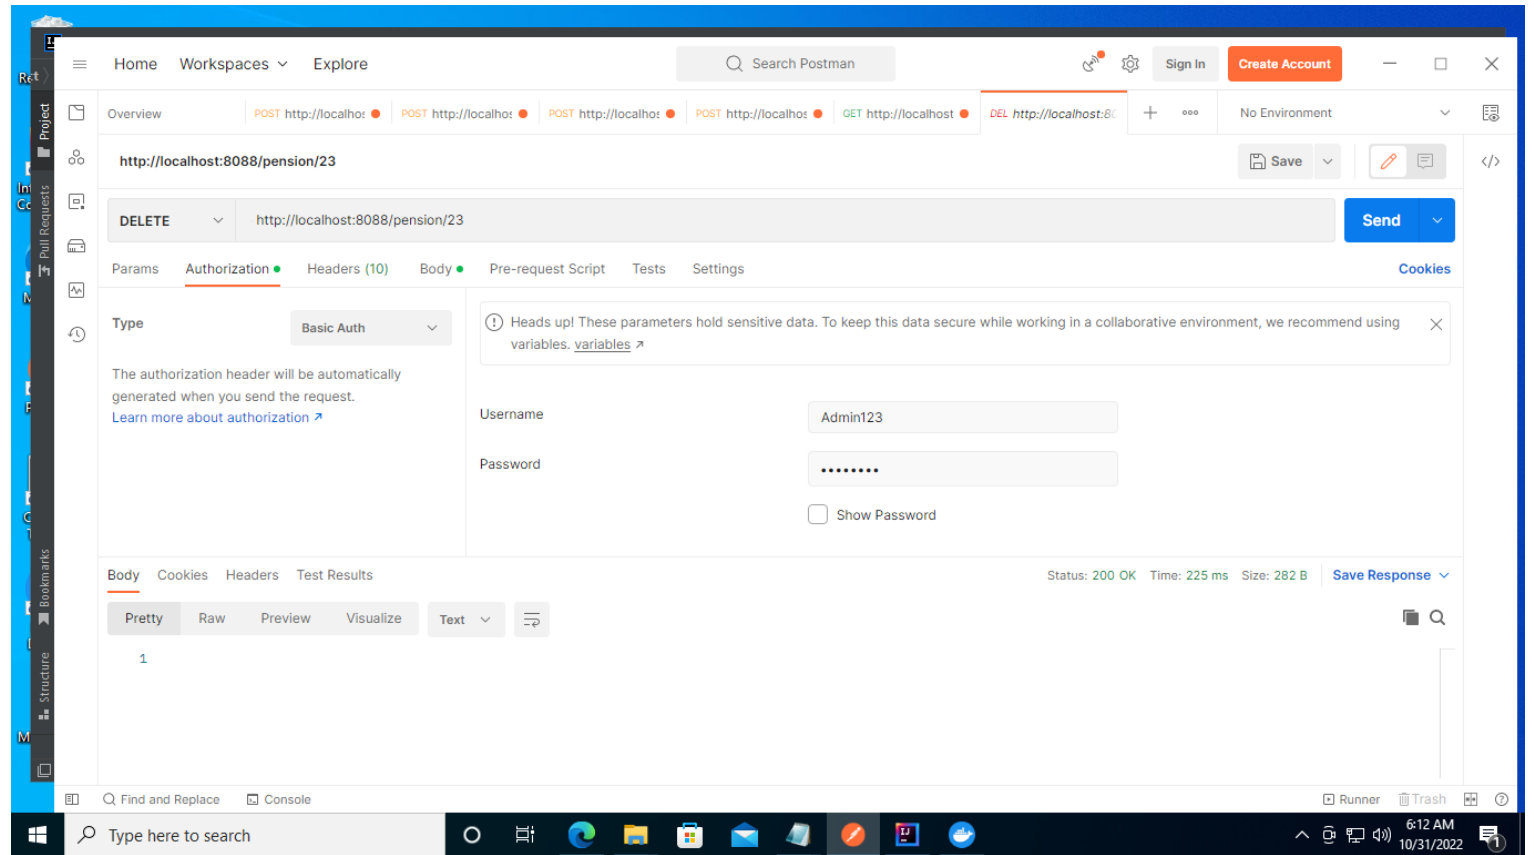 Home Workspaces Explore
Search Postman
Sign In
Create Account
Overview
POST http://localhos
POST http://localhos
POST http://localhos
POST http://localhos
GET http://localhost
DEL http://localhost:80
No Environment
http://localhost:8088/pension/23
Save
DELETE
http://localhost:8088/pension/23
Send
Params Authorization Headers (10) Body Pre-request Script Tests Settings
Cookies
Type
Basic Auth
The authorization header will be automatically
generated when you send the request.
Learn more about authorization
Heads up! These parameters hold sensitive data. To keep this data secure while working in a collaborative environment, we recommend using
variables. variables
Username
Admin123
Password
••••••••
Show Password
Body Cookies Headers Test Results
Status: 200 OK Time: 225 ms Size: 282 B
Save Response
Pretty Raw Preview Visualize
Text
1
Find and Replace
Console
Runner
Trash
Project
Pull Requests
Bookmarks
Structure
Type here to search
6:12 AM
10/31/2022
1